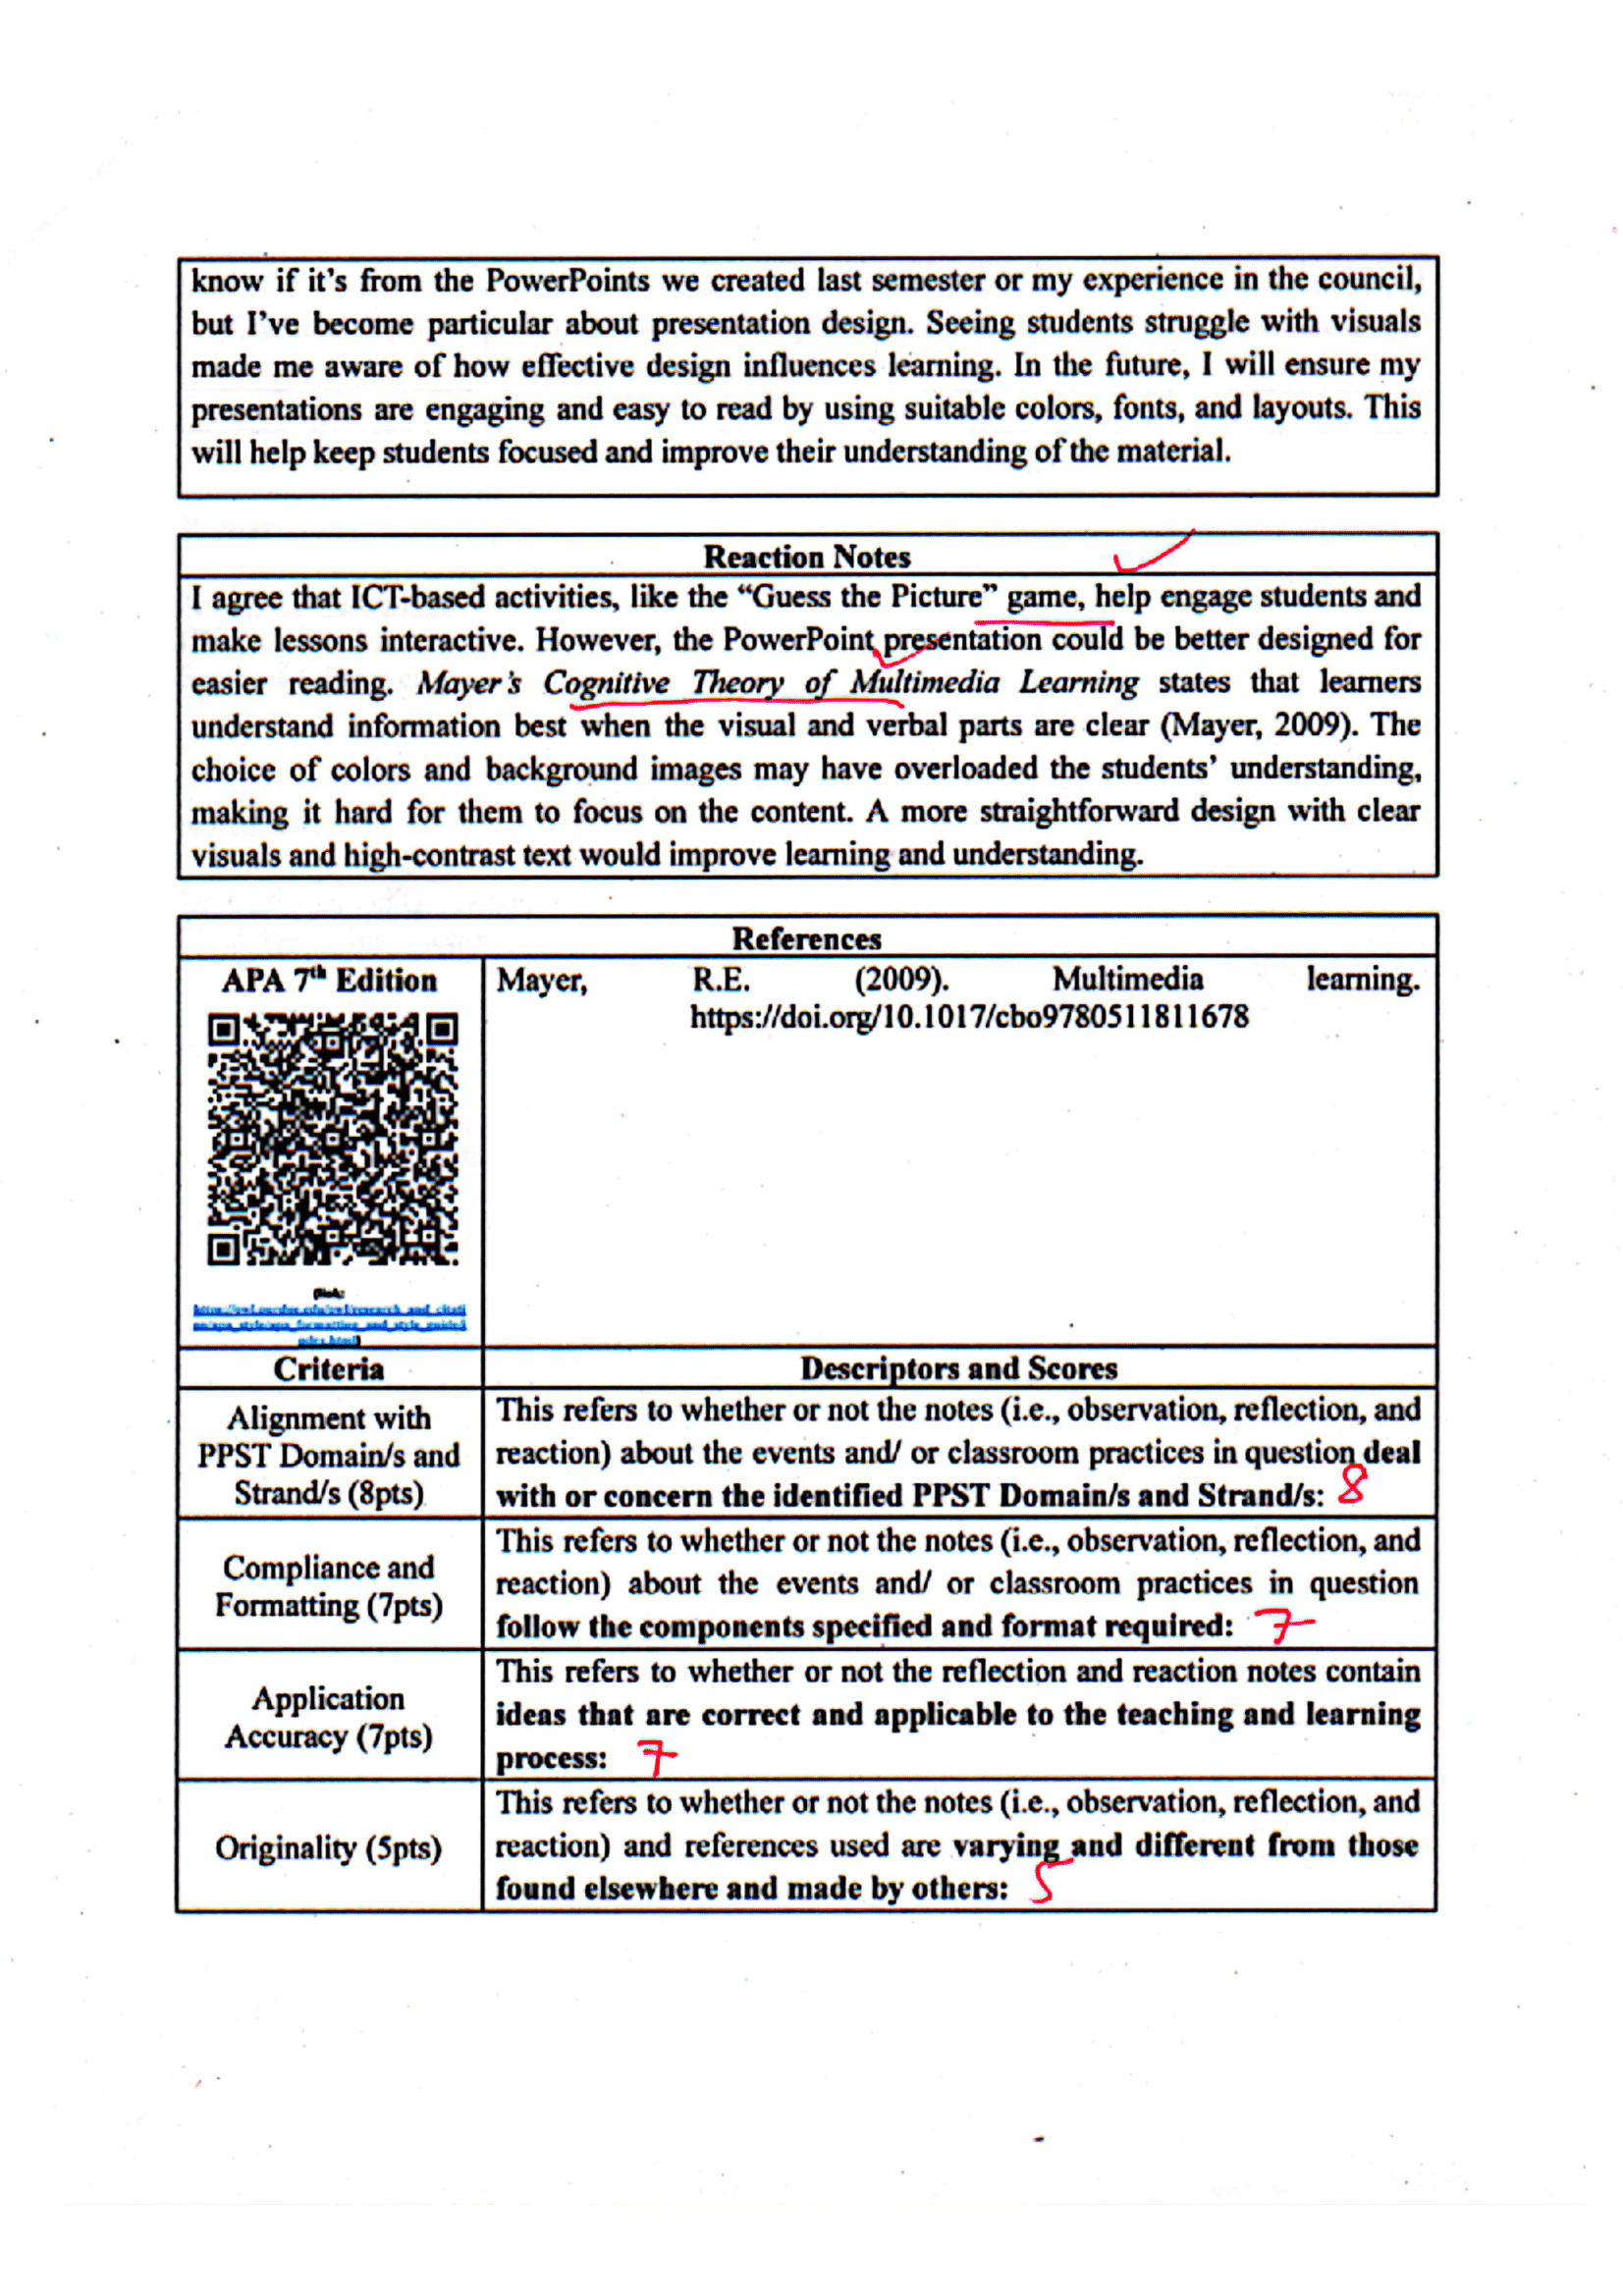 know if it's from the PowerPoints we created last semester or my experience in the council,
but I've become particular about presentation design. Seeing students struggle with visuals
made me aware of how effective design influences learning. In the future, I will ensure my
presentations are engaging and easy to read by using suitable colors, fonts, and layouts. This
will help keep students focused and improve their understanding of the material.
Reaction Notes
I agree that ICT-based activities, like the “Guess the Picture” game, help engage students and
make lessons interactive. However, the PowerPoint presentation could be better designed for
easier reading. Mayer's Cognitive Theory of Multimedia Learning states that learners
understand information best when the visual and verbal parts are clear (Mayer, 2009). The
choice of colors and background images may have overloaded the students' understanding,
making it hard for them to focus on the content. A more straightforward design with clear
visuals and high-contrast text would improve learning and understanding.
References
APA 7th Edition
Mayer, R.E. (2009). Multimedia learning.
https://doi.org/10.1017/cbo9780511811678
(link:
https://owl.purdue.edu/owl/research_and_citati
on/apa_style/apa_formatting_and_style_guide/i
ndex.html)
Criteria
Descriptors and Scores
Alignment with
PPST Domain/s and
Strand/s (8pts)
This refers to whether or not the notes (i.e., observation, reflection, and
reaction) about the events and/ or classroom practices in question deal
with or concern the identified PPST Domain/s and Strand/s: 8
Compliance and
Formatting (7pts)
This refers to whether or not the notes (i.e., observation, reflection, and
reaction) about the events and/ or classroom practices in question
follow the components specified and format required: 7
Application
Accuracy (7pts)
This refers to whether or not the reflection and reaction notes contain
ideas that are correct and applicable to the teaching and learning
process: 7
Originality (5pts)
This refers to whether or not the notes (i.e., observation, reflection, and
reaction) and references used are varying and different from those
found elsewhere and made by others: 5